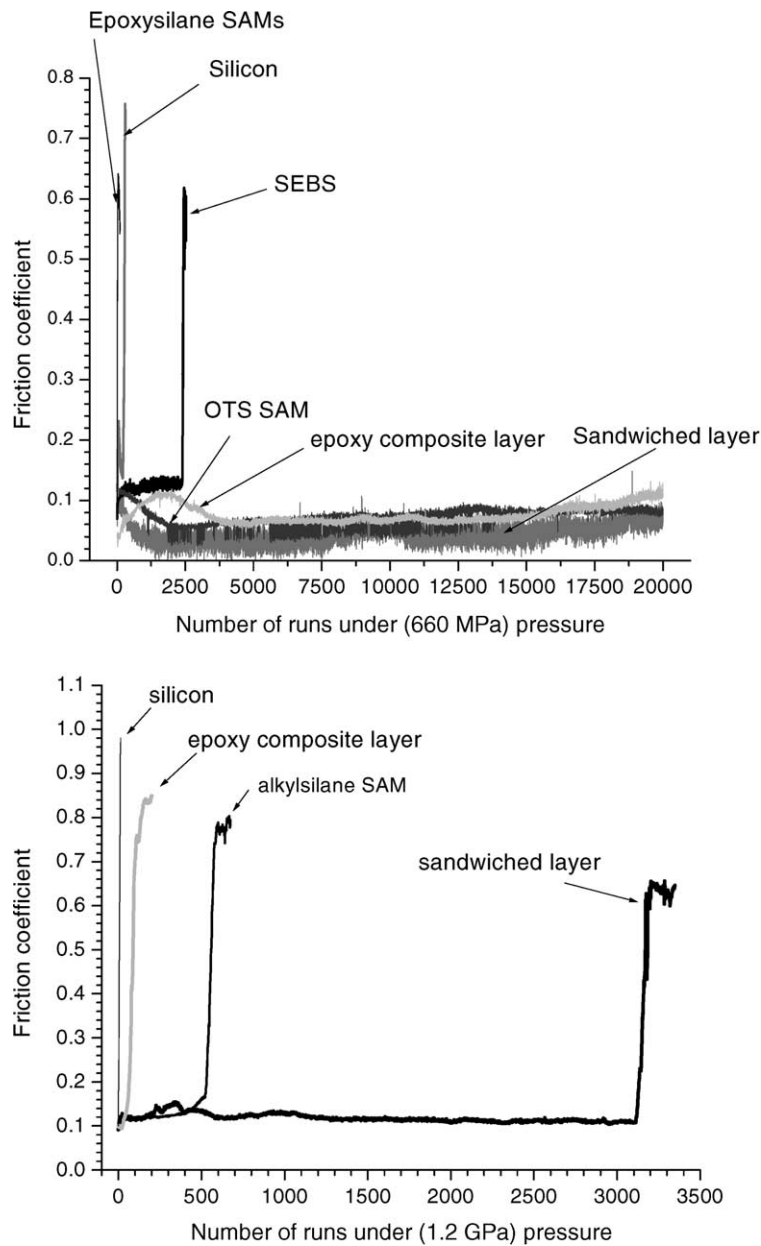 Epoxysilane SAMs
Silicon
0.8
0.7
0.6
SEBS
0.5
0.4
0.3
OTS SAM
epoxy composite layer
Sandwiched layer
0.2
0.1
0.0
Friction coefficient
0 2500 5000 7500 10000 12500 15000 17500 20000
Number of runs under (660 MPa) pressure
1.1
silicon
1.0
epoxy composite layer
0.9
alkylsilane SAM
0.8
0.7
sandwiched layer
0.6
0.5
0.4
0.3
0.2
0.1
0.0
Friction coefficient
0 500 1000 1500 2000 2500 3000 3500
Number of runs under (1.2 GPa) pressure